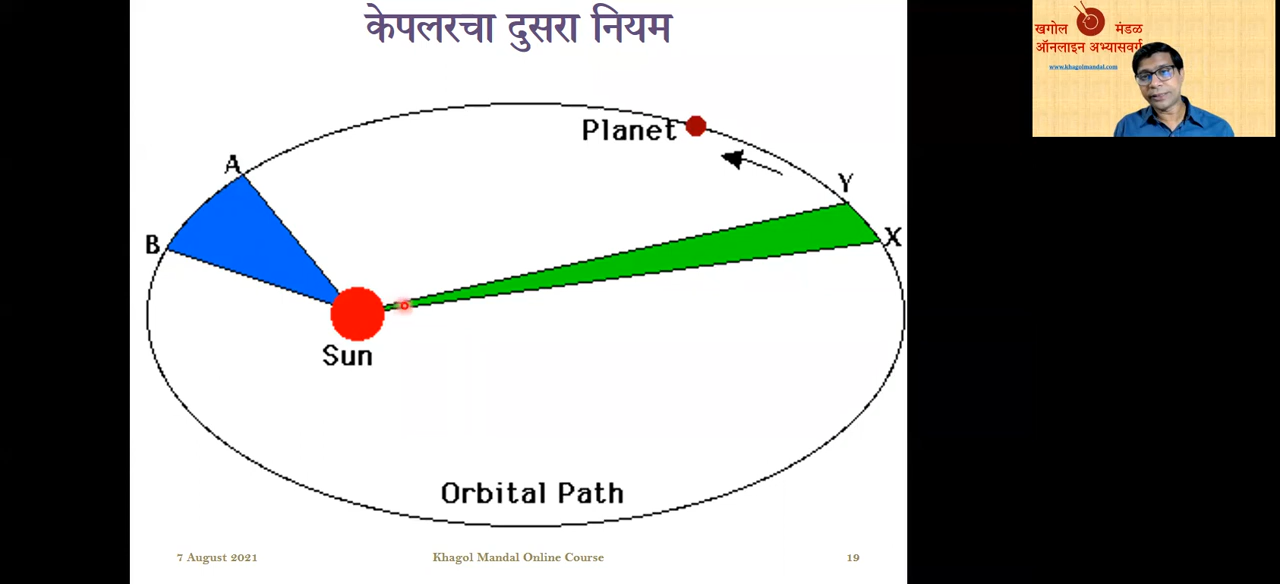 केपलरचा दुसरा नियम
Planet
A
Y
B
X
Sun
Orbital Path
7 August 2021
Khagol Mandal Online Course
19
खगोल मंडळ
ऑनलाइन अभ्यासवर्ग
www.khagolmandal.com